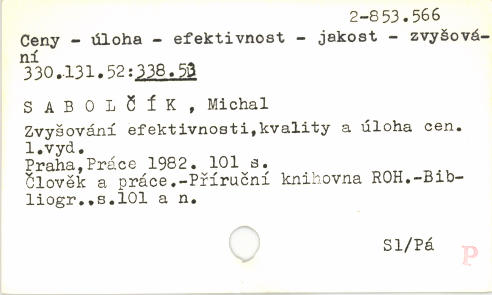 2-853.566
Ceny - úloha - efektivnost - jakost - zvyšová-
ní
330.131.52:338.53
S A B O L Č Í K , Michal
Zvyšování efektivnosti,kvality a úloha cen.
1.vyd.
Praha,Práce 1982. 101 s.
Člověk a práce.-Příruční knihovna ROH.-Bib-
liogr..s.101 a n.
Sl/Pá
P